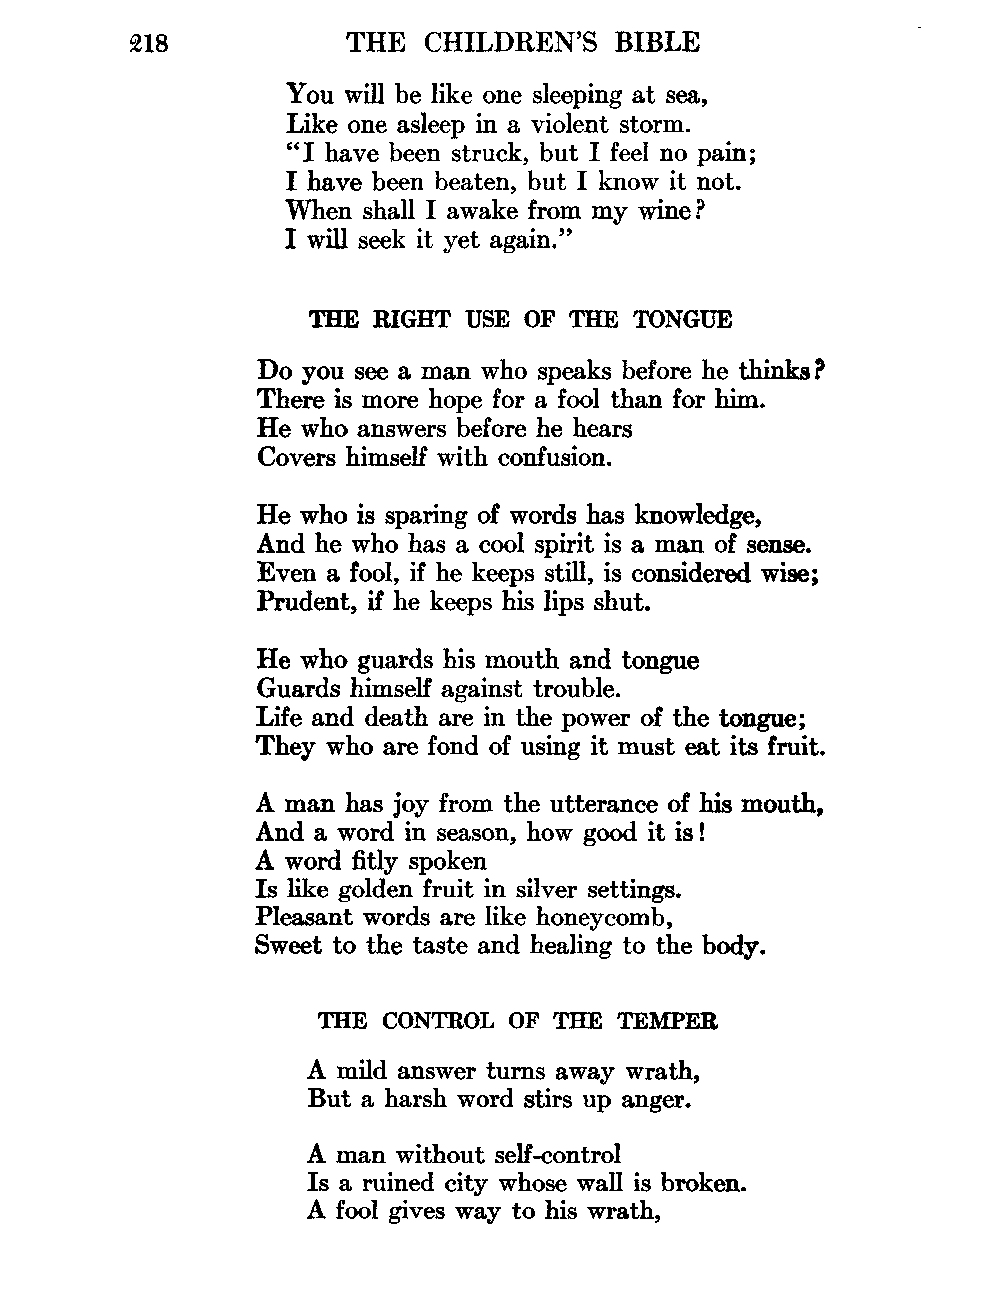 218 THE CHILDREN'S BIBLE
You will be like one sleeping at sea,
Like one asleep in a violent storm.
"I have been struck, but I feel no pain;
I have been beaten, but I know it not.
When shall I awake from my wine?
I will seek it yet again."
THE RIGHT USE OF THE TONGUE
Do you see a man who speaks before he thinks?
There is more hope for a fool than for him.
He who answers before he hears
Covers himself with confusion.
He who is sparing of words has knowledge,
And he who has a cool spirit is a man of sense.
Even a fool, if he keeps still, is considered wise;
Prudent, if he keeps his lips shut.
He who guards his mouth and tongue
Guards himself against trouble.
Life and death are in the power of the tongue;
They who are fond of using it must eat its fruit.
A man has joy from the utterance of his mouth,
And a word in season, how good it is!
A word fitly spoken
Is like golden fruit in silver settings.
Pleasant words are like honeycomb,
Sweet to the taste and healing to the body.
THE CONTROL OF THE TEMPER
A mild answer turns away wrath,
But a harsh word stirs up anger.
A man without self-control
Is a ruined city whose wall is broken.
A fool gives way to his wrath,